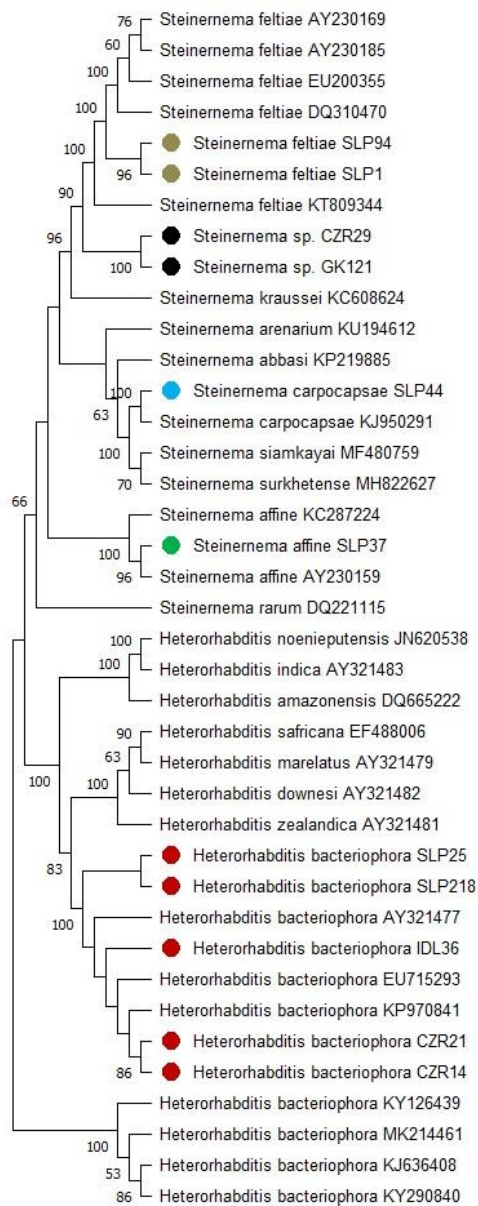 76
Steinernema feltiae AY230169
60
Steinernema feltiae AY230185
100
Steinernema feltiae EU200355
100
Steinernema feltiae DQ310470
100
Steinernema feltiae SLP94
96
Steinernema feltiae SLP1
90
Steinernema feltiae KT809344
96
Steinernema sp. CZR29
100
Steinernema sp. GK121
Steinernema kraussei KC608624
Steinernema arenarium KU194612
Steinernema abbasi KP219885
100
Steinernema carpocapsae SLP44
63
Steinernema carpocapsae KJ950291
100
Steinernema siamkayai MF480759
70
Steinernema surkhetense MH822627
66
Steinernema affine KC287224
100
Steinernema affine SLP37
96
Steinernema affine AY230159
Steinernema rarum DQ221115
100
Heterorhabditis noenieputensis JN620538
100
Heterorhabditis indica AY321483
Heterorhabditis amazonensis DQ665222
90
Heterorhabditis safricana EF488006
63
Heterorhabditis marelatus AY321479
100
Heterorhabditis downesi AY321482
Heterorhabditis zealandica AY321481
83
Heterorhabditis bacteriophora SLP25
Heterorhabditis bacteriophora SLP218
100
Heterorhabditis bacteriophora AY321477
Heterorhabditis bacteriophora IDL36
Heterorhabditis bacteriophora EU715293
Heterorhabditis bacteriophora KP970841
Heterorhabditis bacteriophora CZR21
86
Heterorhabditis bacteriophora CZR14
Heterorhabditis bacteriophora KY126439
100
Heterorhabditis bacteriophora MK214461
53
Heterorhabditis bacteriophora KJ636408
86
Heterorhabditis bacteriophora KY290840